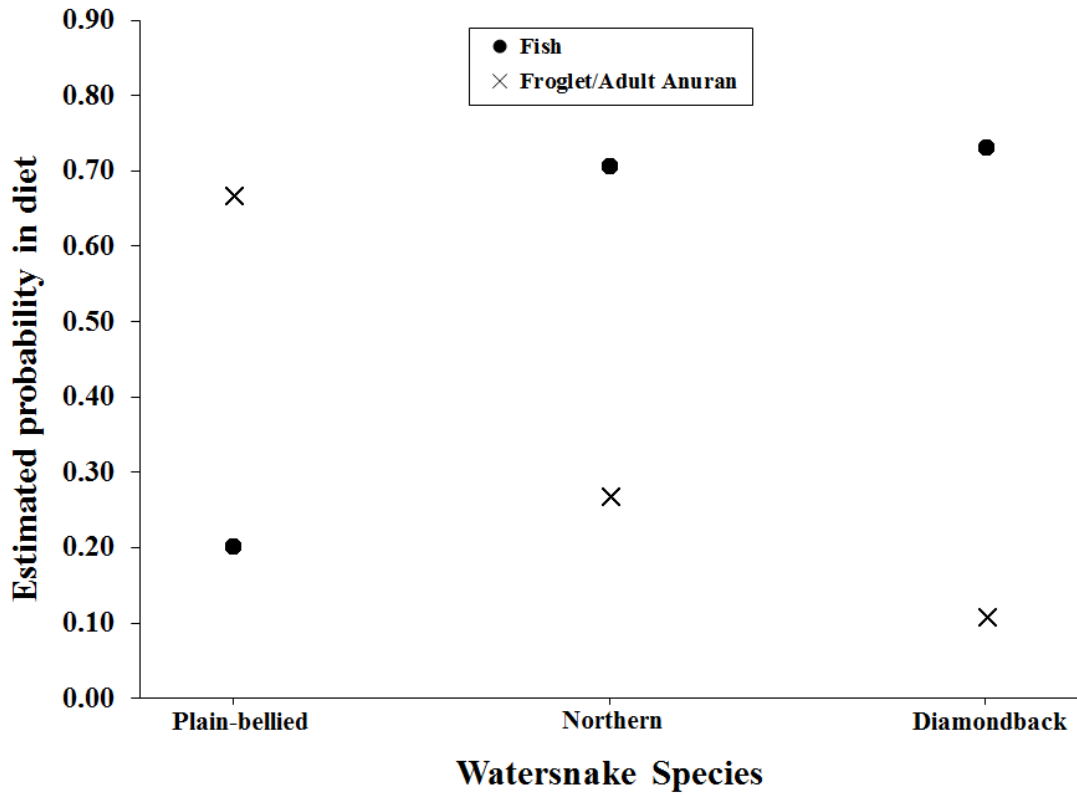 0.90
0.80
0.70
0.60
0.50
0.40
0.30
0.20
0.10
0.00
Estimated probability in diet
Fish
Froglet/Adult Anuran
Plain-bellied
Northern
Diamondback
Watersnake Species